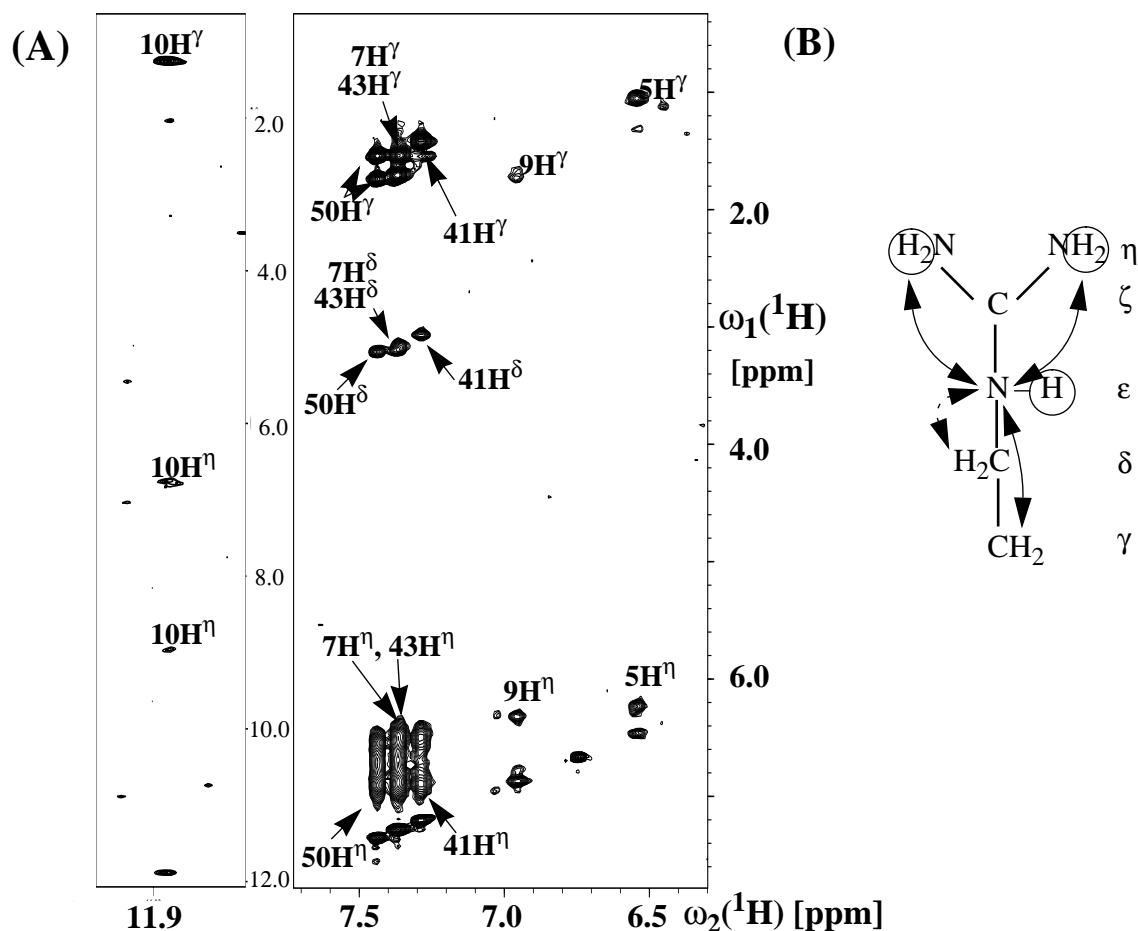 (A)
10Hγ
7Hγ
43Hγ
5Hγ
9Hγ
50Hγ
41Hγ
7Hδ
43Hδ
50Hδ
41Hδ
10Hη
10Hη
7Hη, 43Hη
9Hη
5Hη
50Hη
41Hη
2.0
4.0
6.0
8.0
10.0
12.0
2.0
ω1(1H)
[ppm]
4.0
6.0
11.9
7.5
7.0
6.5
ω2(1H) [ppm]
(B)
H2N NH2 η
C ζ
N H ε
H2C δ
CH2 γ